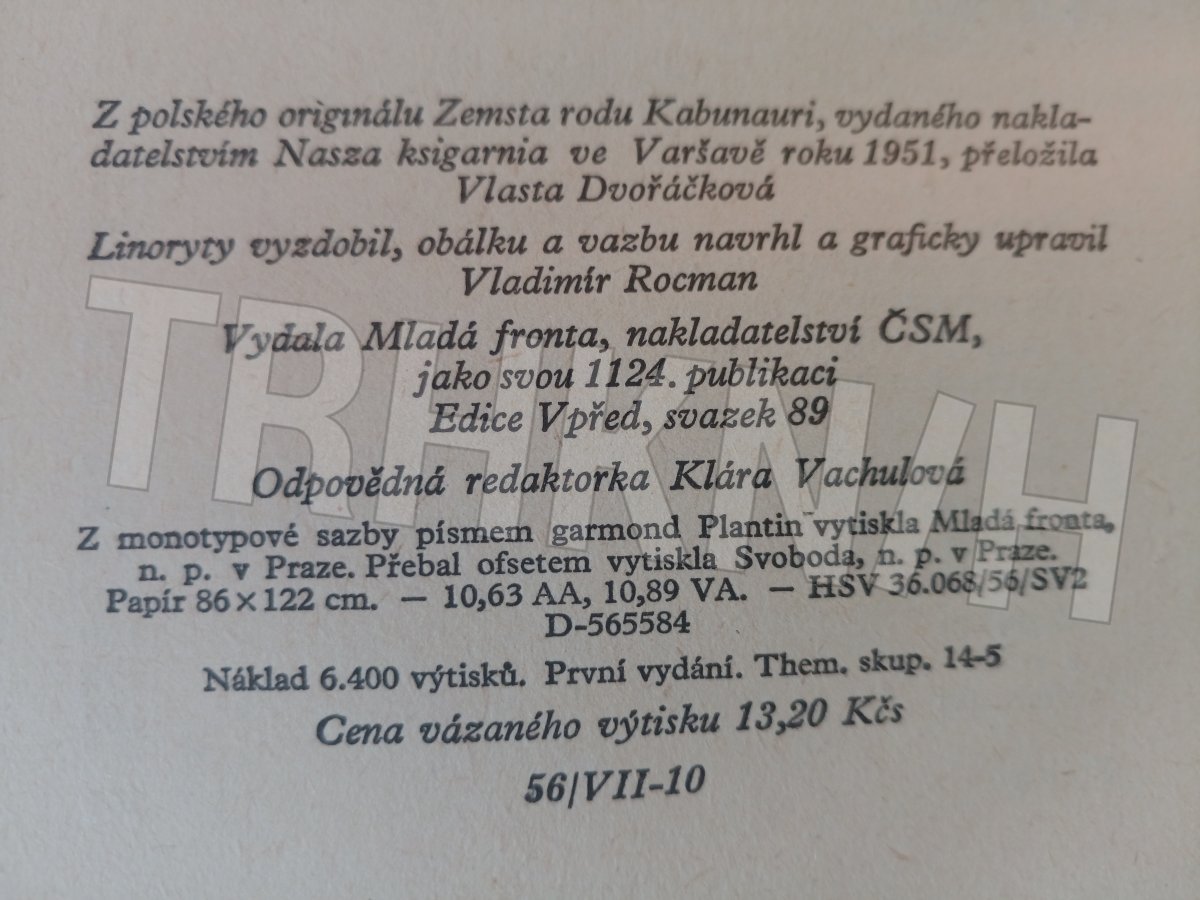 Z polského originálu Zemsta rodu Kabunauri, vydaného nakla-
datelstvím Nasza ksigarnia ve Varšavě roku 1951, přeložila
Vlasta Dvořáčková
Linoryty vyzdobil, obálku a vazbu navrhl a graficky upravil
Vladimír Rocman
Vydala Mladá fronta, nakladatelství ČSM,
jako svou 1124. publikaci
Edice Vpřed, svazek 89
Odpovědná redaktorka Klára Vachulová
Z monotypové sazby písmem garmond Plantin vytiskla Mladá fronta,
n. p. v Praze. Přebal ofsetem vytiskla Svoboda, n. p. v Praze.
Papír 86×122 cm. — 10,63 AA, 10,89 VA. — HSV 36.068/56/SV2
D-565584
Náklad 6.400 výtisků. První vydání. Them. skup. 14-5
Cena vázaného výtisku 13,20 Kčs
56/VII-10
TRHKNIH